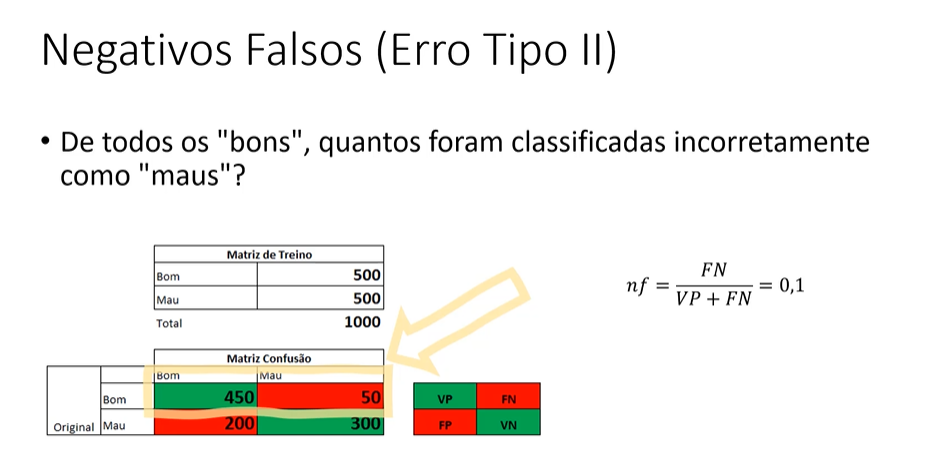 Negativos Falsos (Erro Tipo II)
• De todos os "bons", quantos foram classificadas incorretamente
como "maus"?
Matriz de Treino
Bom 500
Mau 500
Total 1000
nf = FN / (VP + FN) = 0,1
Matriz Confusão
Bom Mau
Bom 450 50
Original Mau 200 300
VP FN
FP VN